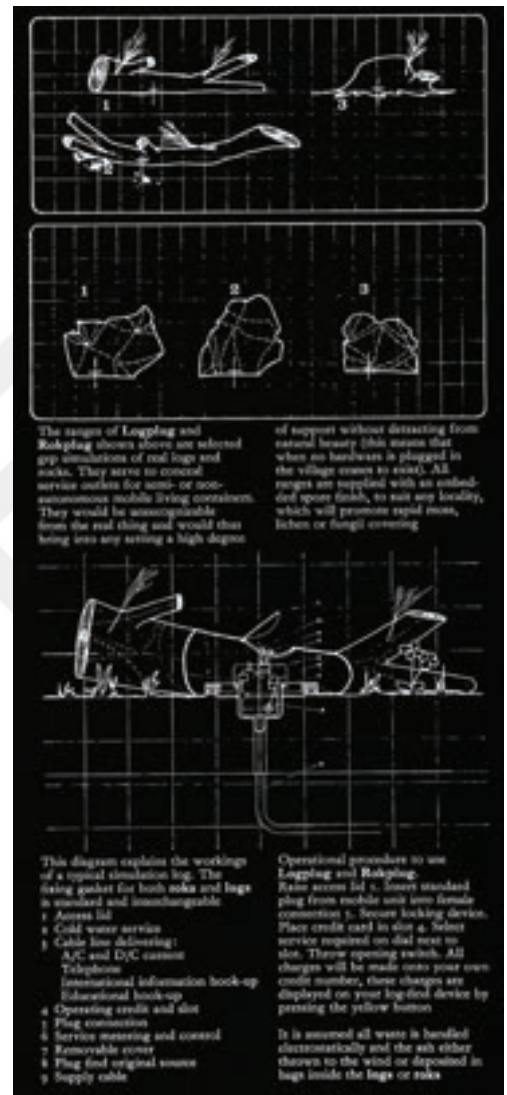 1
2
3
1
2
3
The ranges of Logplug and
Rokplug shown above are selected
grp simulations of real logs and
rocks. They serve to conceal
service outlets for semi- or non-
autonomous mobile living containers.
They would be unrecognisable
from the real thing and would thus
bring into any setting a high degree
of support without detracting from
natural beauty (this means that
when no hardware is plugged in
the village ceases to exist). All
ranges are supplied with an embed-
ded spore finish, to suit any locality,
which will promote rapid moss,
lichen or fungii covering
This diagram explains the workings
of a typical simulation log. The
fixing gasket for both roks and logs
is standard and interchangeable
1 Access lid
2 Cold water service
3 Cable line delivering:
A/C and D/C current
Telephone
International information hook-up
Educational hook-up
4 Operating credit and slot
5 Plug connection
6 Service metering and control
7 Removable cover
8 Plug find original source
9 Supply cable
Operational procedure to use
Logplug and Rokplug.
Raise access lid 1. Insert standard
plug from mobile unit into female
connection 5. Secure locking device.
Place credit card in slot 4. Select
service required on dial next to
slot. Throw opening switch. All
charges will be made onto your own
credit number, these charges are
displayed on your log-find device by
pressing the yellow button
It is assumed all waste is handled
electrostatically and the ash either
thrown to the wind or deposited in
bags inside the logs or roks